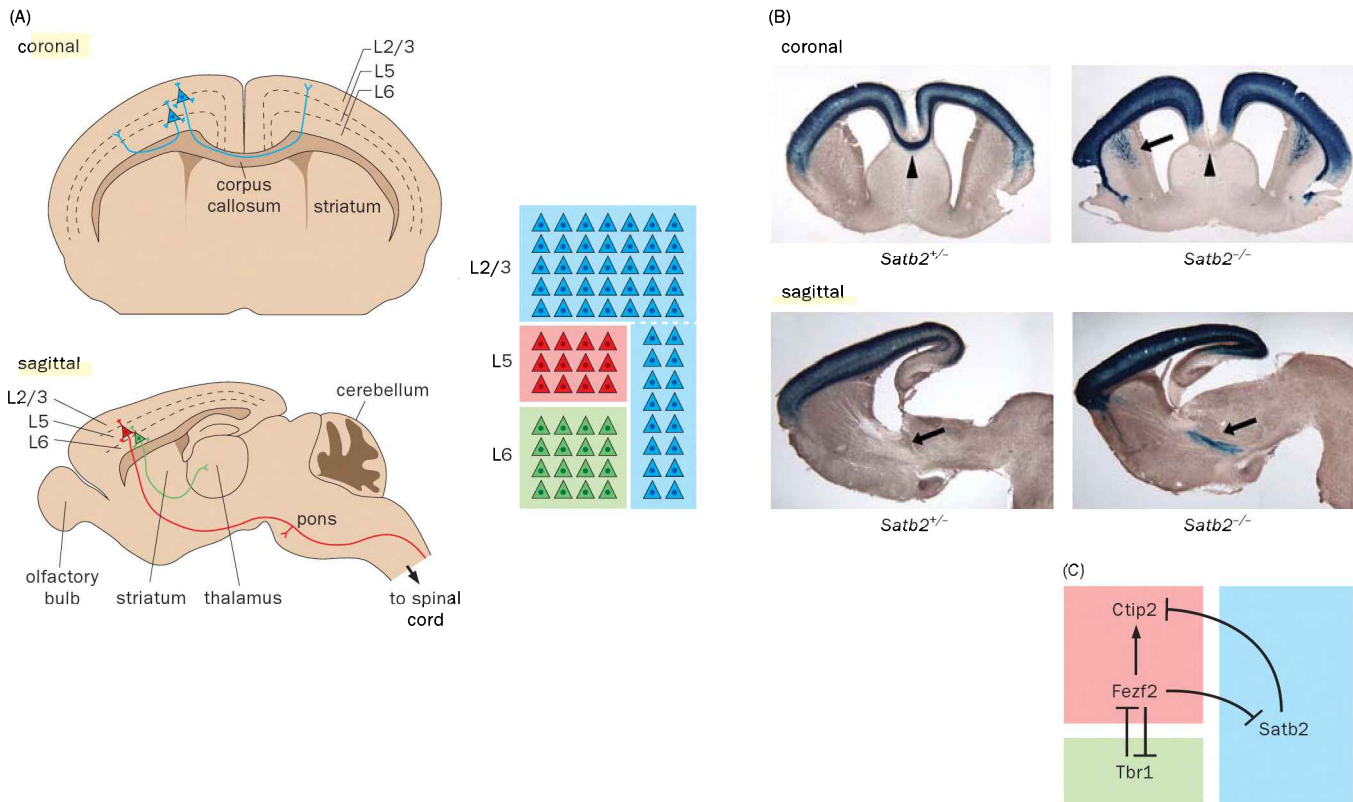 (A)
coronal
L2/3
L5
L6
corpus
callosum
striatum
sagittal
L2/3
L5
L6
cerebellum
pons
olfactory
bulb
striatum
thalamus
to spinal
cord
L2/3
L5
L6
(B)
coronal
Satb2+/-
Satb2-/-
sagittal
Satb2+/-
Satb2-/-
(C)
Ctip2
Fezf2
Satb2
Tbr1